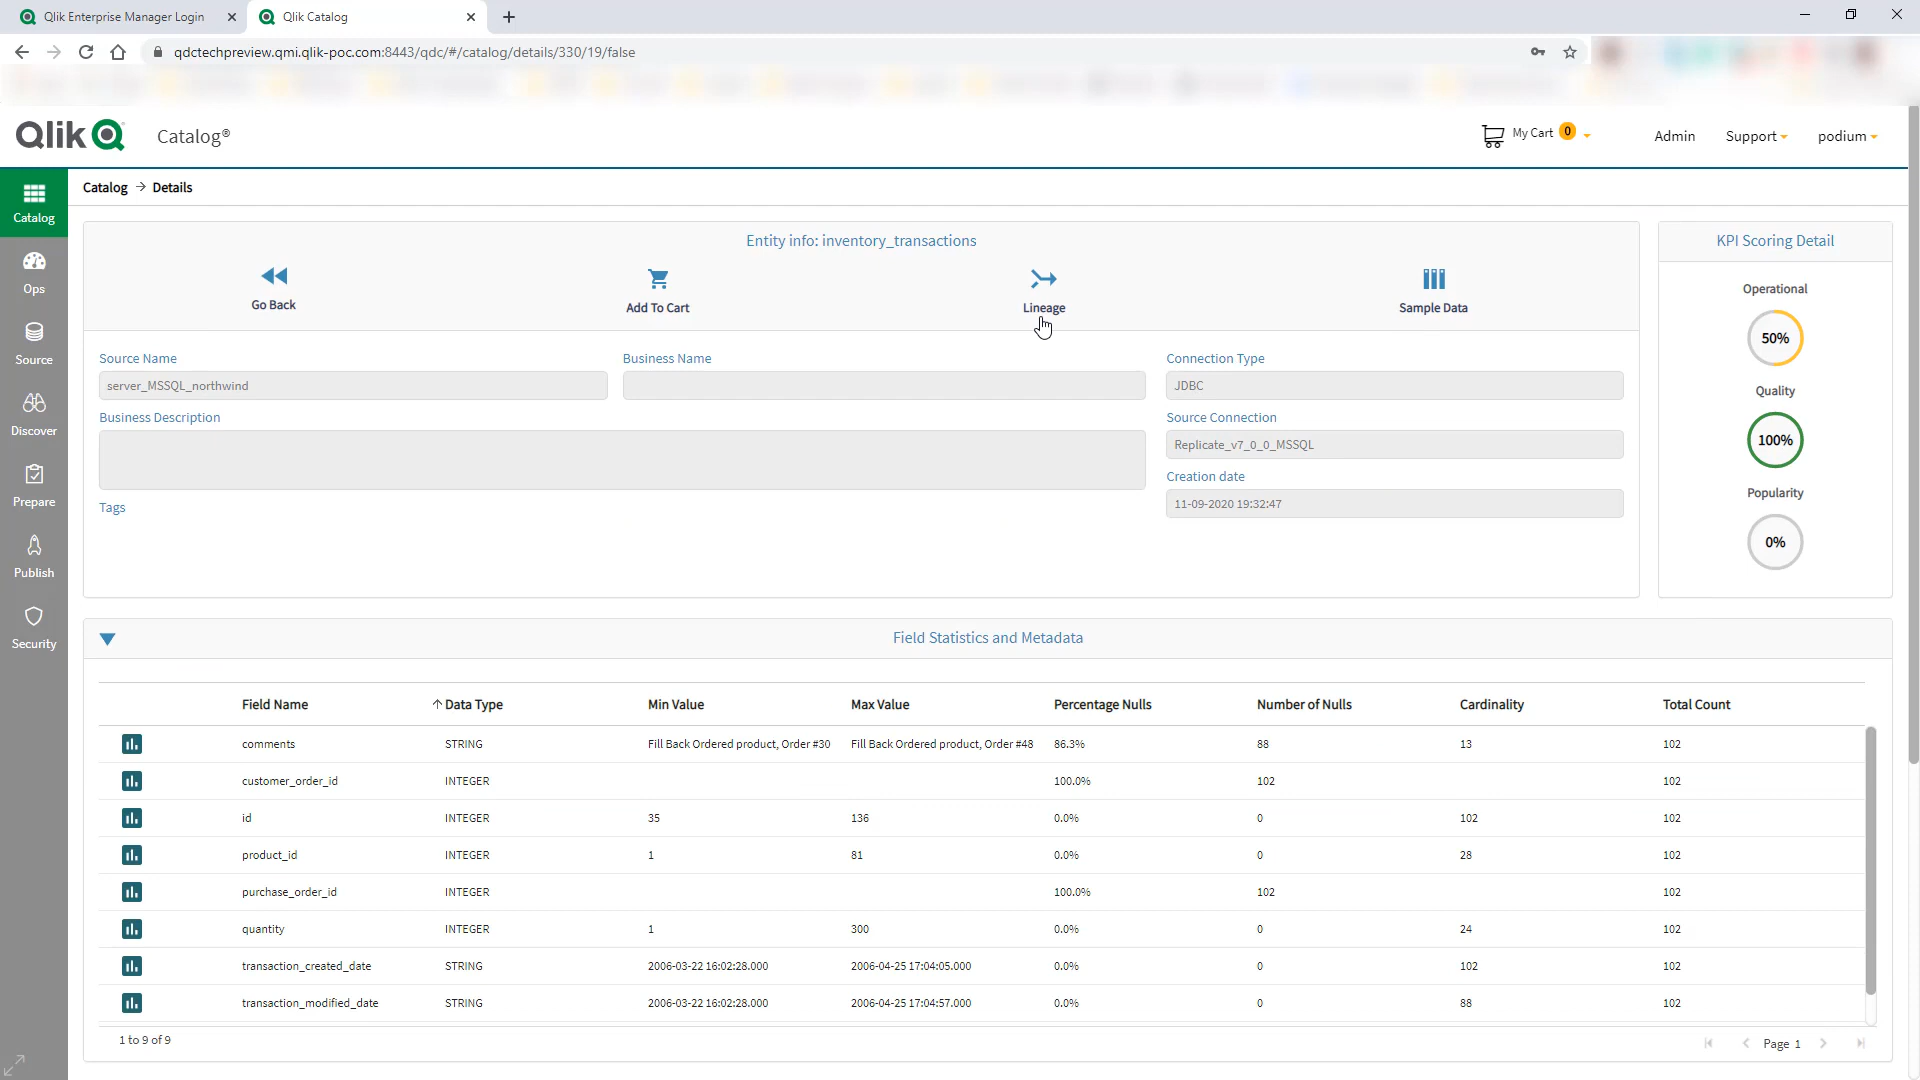 Qlik Enterprise Manager Login
Qlik Catalog
qdctechpreview.qmi.qlik-poc.com:8443/qdc/#/catalog/details/330/19/false
Qlik Catalog®
My Cart 0
Admin
Support
podium
Catalog
Ops
Source
Discover
Prepare
Publish
Security
Catalog → Details
Entity info: inventory_transactions
Go Back
Add To Cart
Lineage
Sample Data
Source Name
server_MSSQL_northwind
Business Name
Business Description
Tags
Connection Type
JDBC
Source Connection
Replicate_v7_0_0_MSSQL
Creation date
11-09-2020 19:32:47
KPI Scoring Detail
Operational
50%
Quality
100%
Popularity
0%
Field Statistics and Metadata
Field Name Data Type Min Value Max Value Percentage Nulls Number of Nulls Cardinality Total Count
comments STRING Fill Back Ordered product, Order #30 Fill Back Ordered product, Order #48 86.3% 88 13 102
customer_order_id INTEGER 100.0% 102 102
id INTEGER 35 136 0.0% 0 102 102
product_id INTEGER 1 81 0.0% 0 28 102
purchase_order_id INTEGER 100.0% 102 102
quantity INTEGER 1 300 0.0% 0 24 102
transaction_created_date STRING 2006-03-22 16:02:28.000 2006-04-25 17:04:05.000 0.0% 0 102 102
transaction_modified_date STRING 2006-03-22 16:02:28.000 2006-04-25 17:04:57.000 0.0% 0 88 102
1 to 9 of 9
Page 1